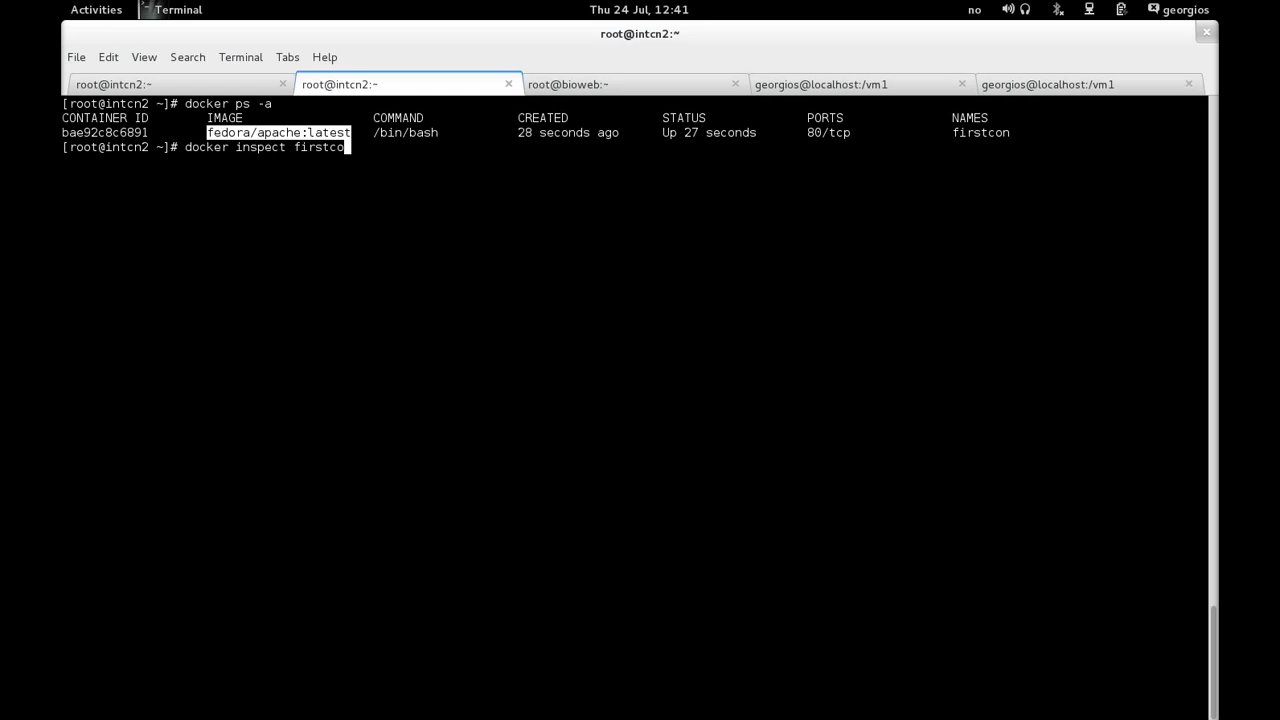 Activities Terminal Thu 24 Jul, 12:41 no georgios
root@intcn2:~
File Edit View Search Terminal Tabs Help
root@intcn2:~ root@intcn2:~ root@bioweb:~ georgios@localhost:/vm1 georgios@localhost:/vm1
[root@intcn2 ~]# docker ps -a
CONTAINER ID IMAGE COMMAND CREATED STATUS PORTS NAMES
bae92c8c6891 fedora/apache:latest /bin/bash 28 seconds ago Up 27 seconds 80/tcp firstcon
[root@intcn2 ~]# docker inspect firstco